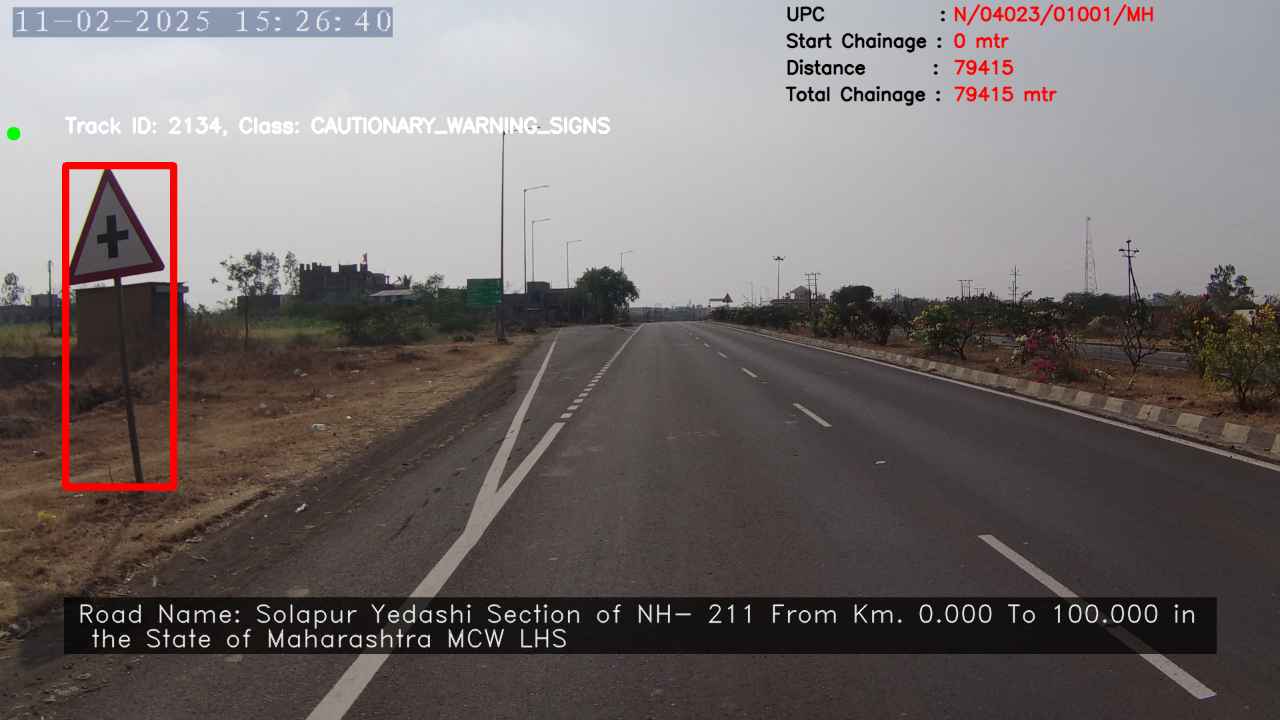 11-02-2025 15:26:40
UPC : N/04023/01001/MH
Start Chainage : 0 mtr
Distance : 79415
Total Chainage : 79415 mtr
Track ID: 2134, Class: CAUTIONARY_WARNING_SIGNS
Road Name: Solapur Yedashi Section of NH- 211 From Km. 0.000 To 100.000 in
the State of Maharashtra MCW LHS